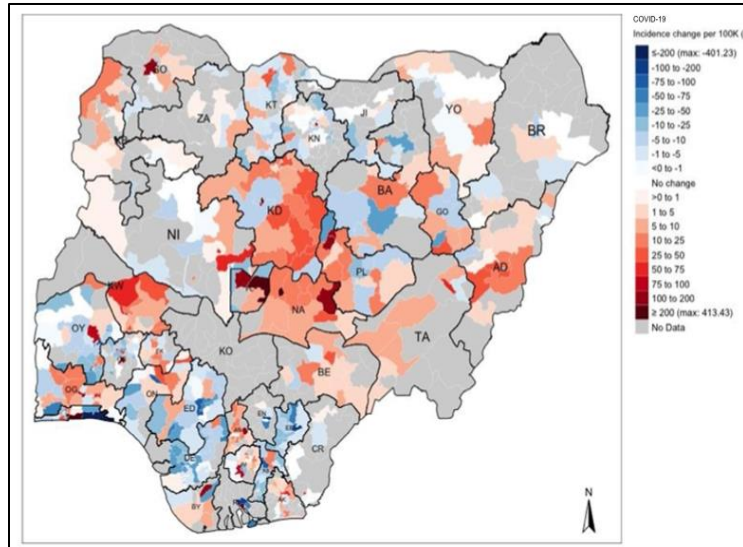 COVID-19
Incidence change per 100K (
≤-200 (max: -401.23)
-100 to -200
-75 to -100
-50 to -75
-25 to -50
-10 to -25
-5 to -10
-1 to -5
<0 to -1
No change
>0 to 1
1 to 5
5 to 10
10 to 25
25 to 50
50 to 75
75 to 100
100 to 200
≥ 200 (max: 413.43)
No Data
SO
KT
ZA
JI
YO
KN
BR
BA
KD
GO
NI
AD
PL
KW
NA
OY
TA
KO
BE
OG
ON
ED
CR
DE
BY
N